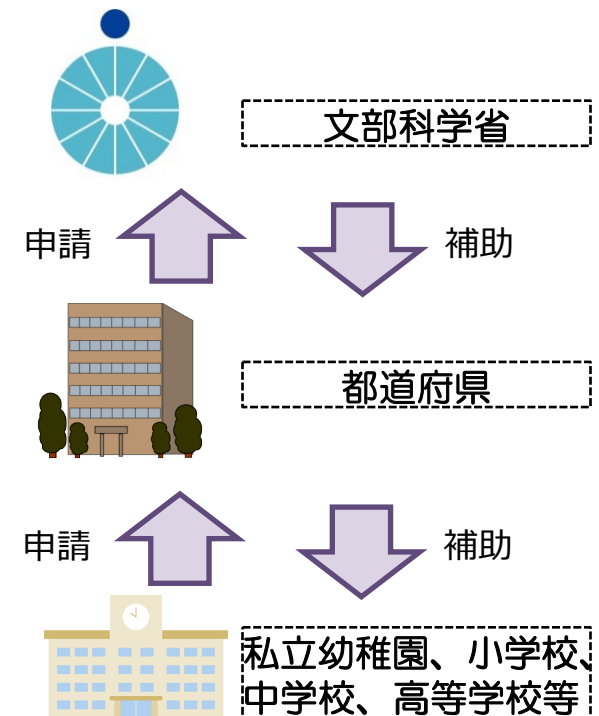 文部科学省
申請
補助
都道府県
申請
補助
私立幼稚園、小学校、
中学校、高等学校等